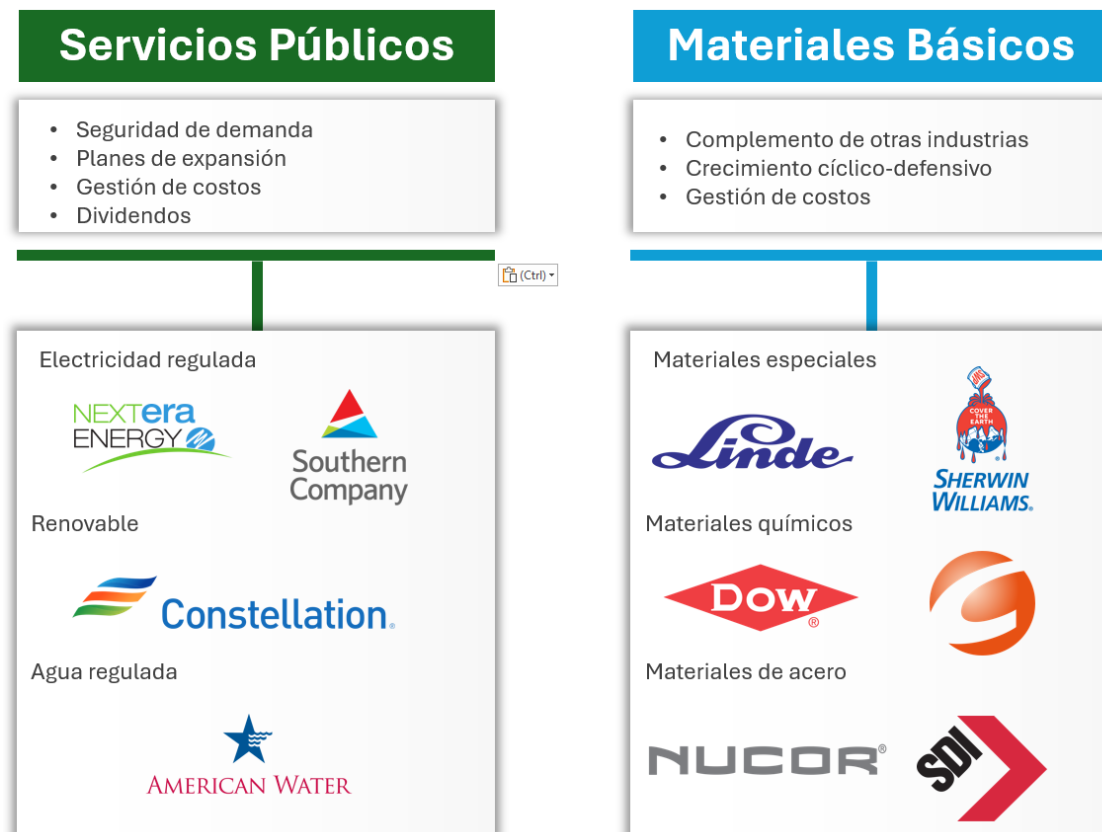 Servicios Públicos
• Seguridad de demanda
• Planes de expansión
• Gestión de costos
• Dividendos
(Ctrl)
Electricidad regulada
NEXTera
ENERGY
Southern
Company
Renovable
Constellation®
Agua regulada
AMERICAN WATER
Materiales Básicos
• Complemento de otras industrias
• Crecimiento cíclico-defensivo
• Gestión de costos
Materiales especiales
Linde
SWP
COVER
THE
EARTH
®
SHERWIN
WILLIAMS®
Materiales químicos
DOW
®
Materiales de acero
NUCOR®
SDI